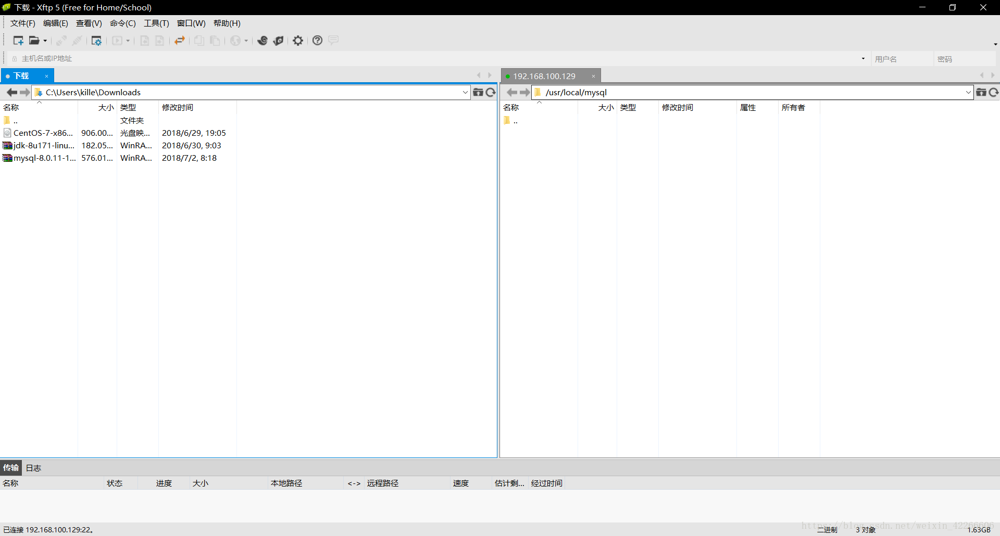 下载 - Xftp 5 (Free for Home/School)
文件(F) 编辑(E) 查看(V) 命令(C) 工具(T) 窗口(W) 帮助(H)
主机名或IP地址 用户名 密码
下载 192.168.100.129
C:\Users\kille\Downloads /usr/local/mysql
名称 大小 类型 修改时间 名称 大小 类型 修改时间 属性 所有者
.. 文件夹 ..
CentOS-7-x86... 906.00... 光盘映... 2018/6/29, 19:05
jdk-8u171-linu... 182.05... WinRA... 2018/6/30, 9:03
mysql-8.0.11-1... 576.01... WinRA... 2018/7/2, 8:18
传输 日志
名称 状态 进度 大小 本地路径 <-> 远程路径 速度 估计剩... 经过时间
https://blog.csdn.net/weixin_42266606
已连接 192.168.100.129:22。 二进制 3 对象 1.63GB